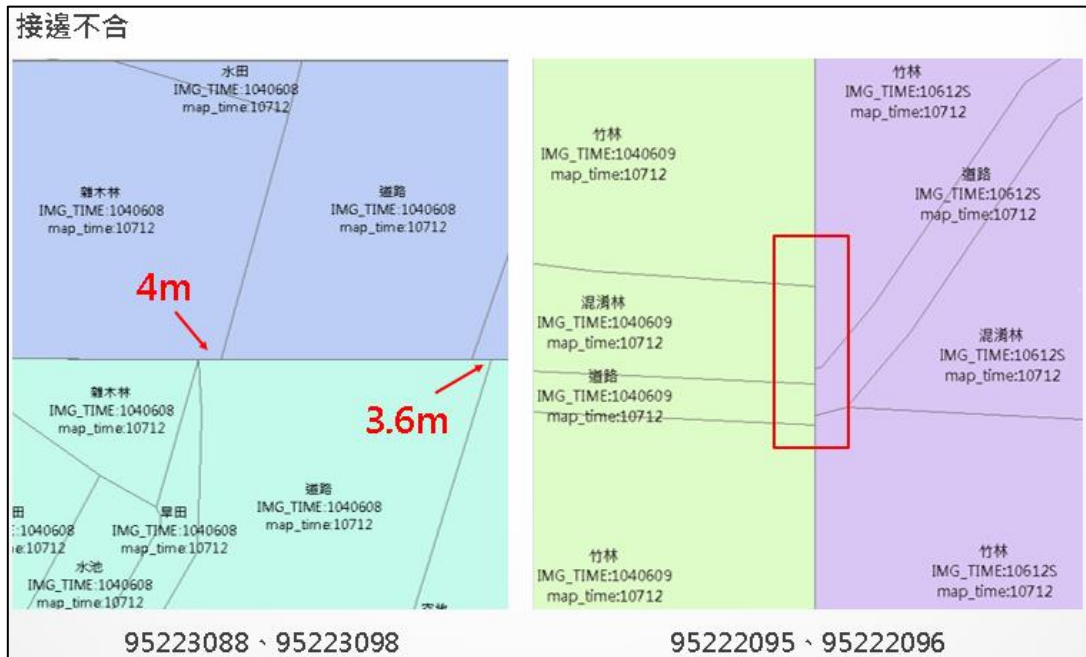 接邊不合
水田
IMG_TIME:1040608
map_time:10712
雜木林
IMG_TIME:1040608
map_time:10712
道路
IMG_TIME:1040608
map_time:10712
4m
3.6m
雜木林
IMG_TIME:1040608
map_time:10712
道路
IMG_TIME:1040608
map_time:10712
田
:1040608
e:10712
旱田
IMG_TIME:1040608
map_time:10712
水池
IMG_TIME:1040608
map_time:10712
95223088、95223098
竹林
IMG_TIME:1040609
map_time:10712
竹林
IMG_TIME:10612S
map_time:10712
道路
IMG_TIME:10612S
map_time:10712
混淆林
IMG_TIME:1040609
map_time:10712
混淆林
IMG_TIME:10612S
map_time:10712
道路
IMG_TIME:1040609
map_time:10712
竹林
IMG_TIME:1040609
map_time:10712
竹林
IMG_TIME:10612S
map_time:10712
95222095、95222096